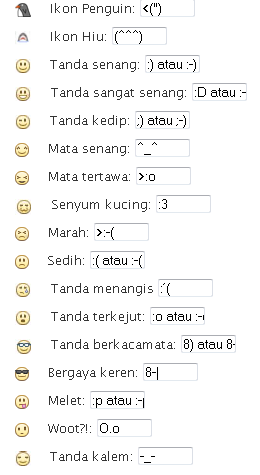 Ikon Penguin: <(")
Ikon Hiu: (^^^)
Tanda senang: :) atau :-)
Tanda sangat senang: :D atau :-
Tanda kedip: ;) atau ;-)
Mata senang: ^_^
Mata tertawa: >:o
Senyum kucing: :3
Marah: >:-(
Sedih: :( atau :-(
Tanda menangis :´(
Tanda terkejut: :o atau :-
Tanda berkacamata: 8) atau 8-
Bergaya keren: 8-|
Melet: :p atau :-p
Woot?!: O.o
Tanda kalem: -_-